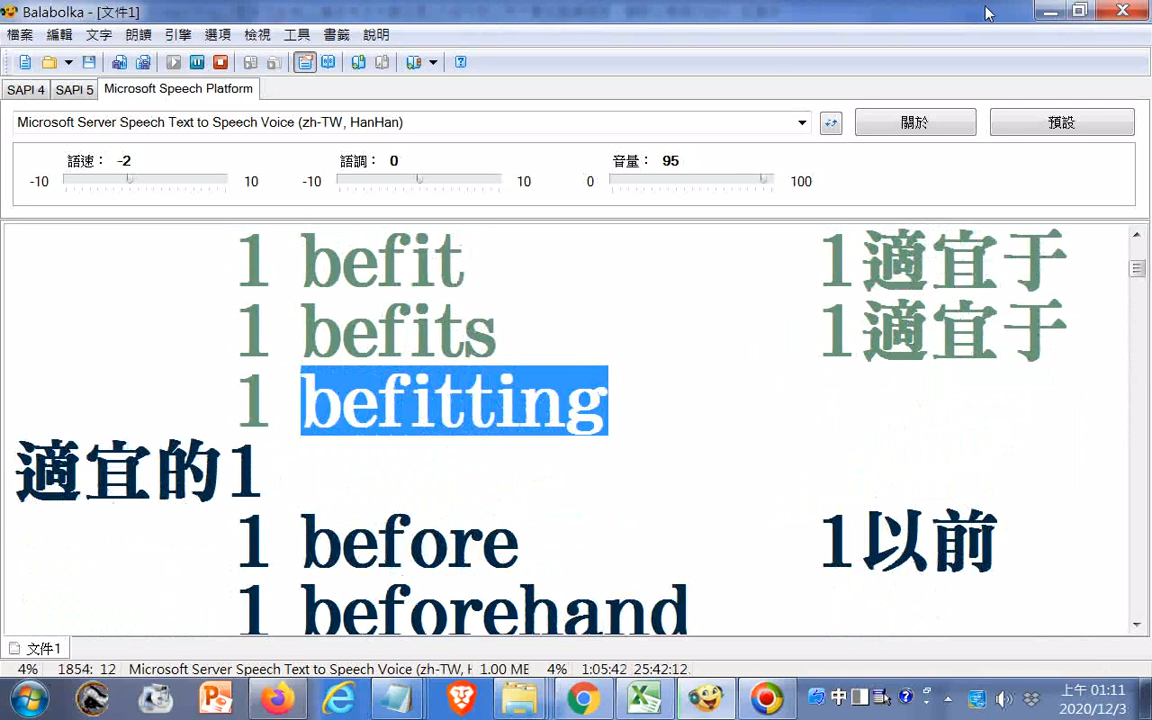 Balabolka - [文件1]
檔案 編輯 文字 朗讀 引擎 選項 檢視 工具 書籤 說明
SAPI 4 SAPI 5 Microsoft Speech Platform
Microsoft Server Speech Text to Speech Voice (zh-TW, HanHan) 關於 預設
語速： -2 語調： 0 音量： 95
-10 10 -10 10 0 100
1 befit 1適宜于
1 befits 1適宜于
1 befitting
適宜的1
1 before 1以前
1 beforehand
文件1
4% 1854: 12 Microsoft Server Speech Text to Speech Voice (zh-TW, 1.00 ME 4% 1:05:42 25:42:12
中 上午 01:11
2020/12/3